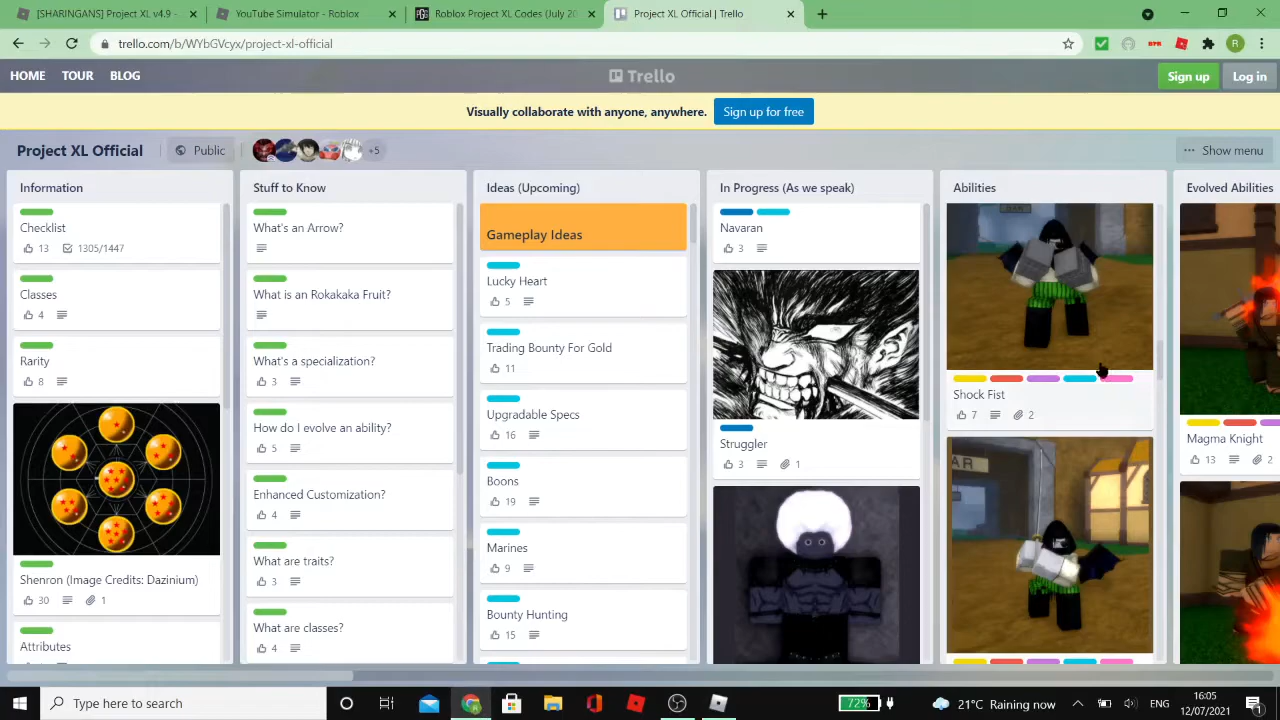 [SHARINGANS] Project XL v4.9 -
YouTube Simulator - Roblox
Roblox Project XL Codes (July 20
Project XL Official | Trello
trello.com/b/WYbGVcyx/project-xl-official
R
HOME TOUR BLOG
Trello
Sign up
Log in
Visually collaborate with anyone, anywhere.
Sign up for free
Project XL Official
Public
+5
Show menu
Information
Checklist
13 1305/1447
Classes
4
Rarity
8
Shenron (Image Credits: Dazinium)
30 1
Attributes
Stuff to Know
What's an Arrow?
What is an Rokakaka Fruit?
What's a specialization?
3
How do I evolve an ability?
5
Enhanced Customization?
4
What are traits?
3
What are classes?
4
Ideas (Upcoming)
Gameplay Ideas
Lucky Heart
5
Trading Bounty For Gold
11
Upgradable Specs
16
Boons
19
Marines
9
Bounty Hunting
15
In Progress (As we speak)
Navaran
3
Struggler
3 1
Abilities
Shock Fist
7 2
AR
Evolved Abilities
Magma Knight
13 2
Type here to search
72%
21°C Raining now
ENG
16:05
12/07/2021
1